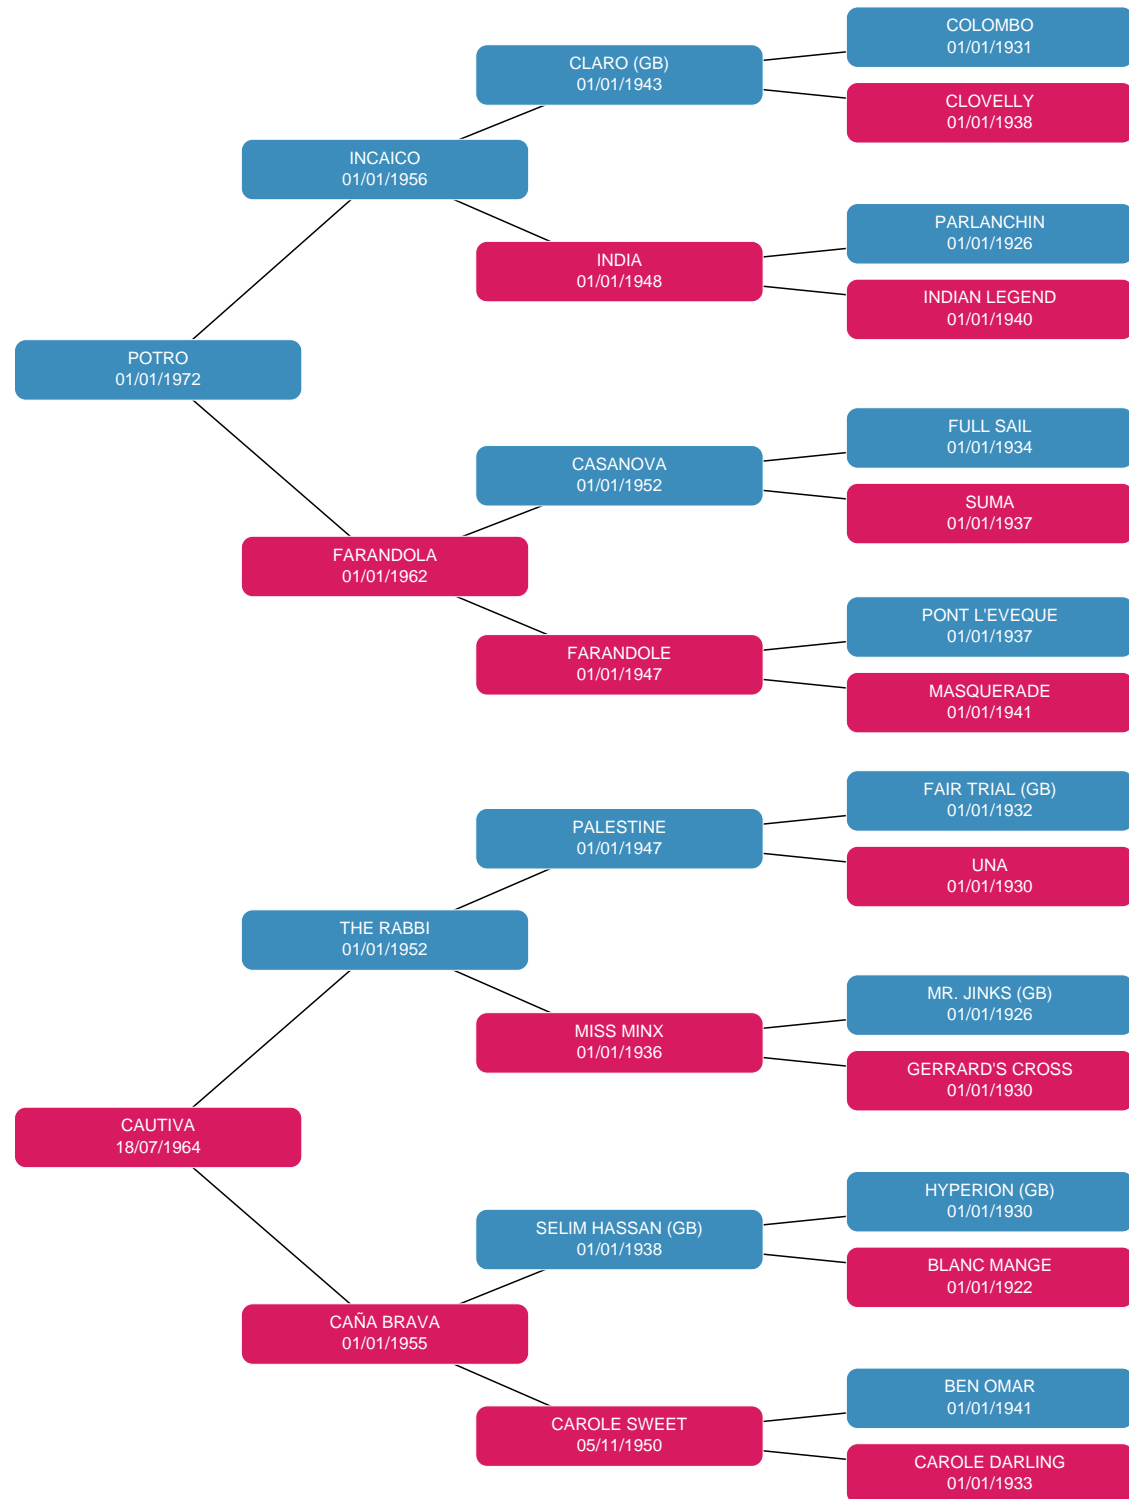 COLOMBO
01/01/1931
CLARO (GB)
01/01/1943
CLOVELLY
01/01/1938
INCAICO
01/01/1956
PARLANCHIN
01/01/1926
INDIA
01/01/1948
INDIAN LEGEND
01/01/1940
POTRO
01/01/1972
FULL SAIL
01/01/1934
CASANOVA
01/01/1952
SUMA
01/01/1937
FARANDOLA
01/01/1962
PONT L'EVEQUE
01/01/1937
FARANDOLE
01/01/1947
MASQUERADE
01/01/1941
FAIR TRIAL (GB)
01/01/1932
PALESTINE
01/01/1947
UNA
01/01/1930
THE RABBI
01/01/1952
MR. JINKS (GB)
01/01/1926
MISS MINX
01/01/1936
GERRARD'S CROSS
01/01/1930
CAUTIVA
18/07/1964
HYPERION (GB)
01/01/1930
SELIM HASSAN (GB)
01/01/1938
BLANC MANGE
01/01/1922
CAÑA BRAVA
01/01/1955
BEN OMAR
01/01/1941
CAROLE SWEET
05/11/1950
CAROLE DARLING
01/01/1933